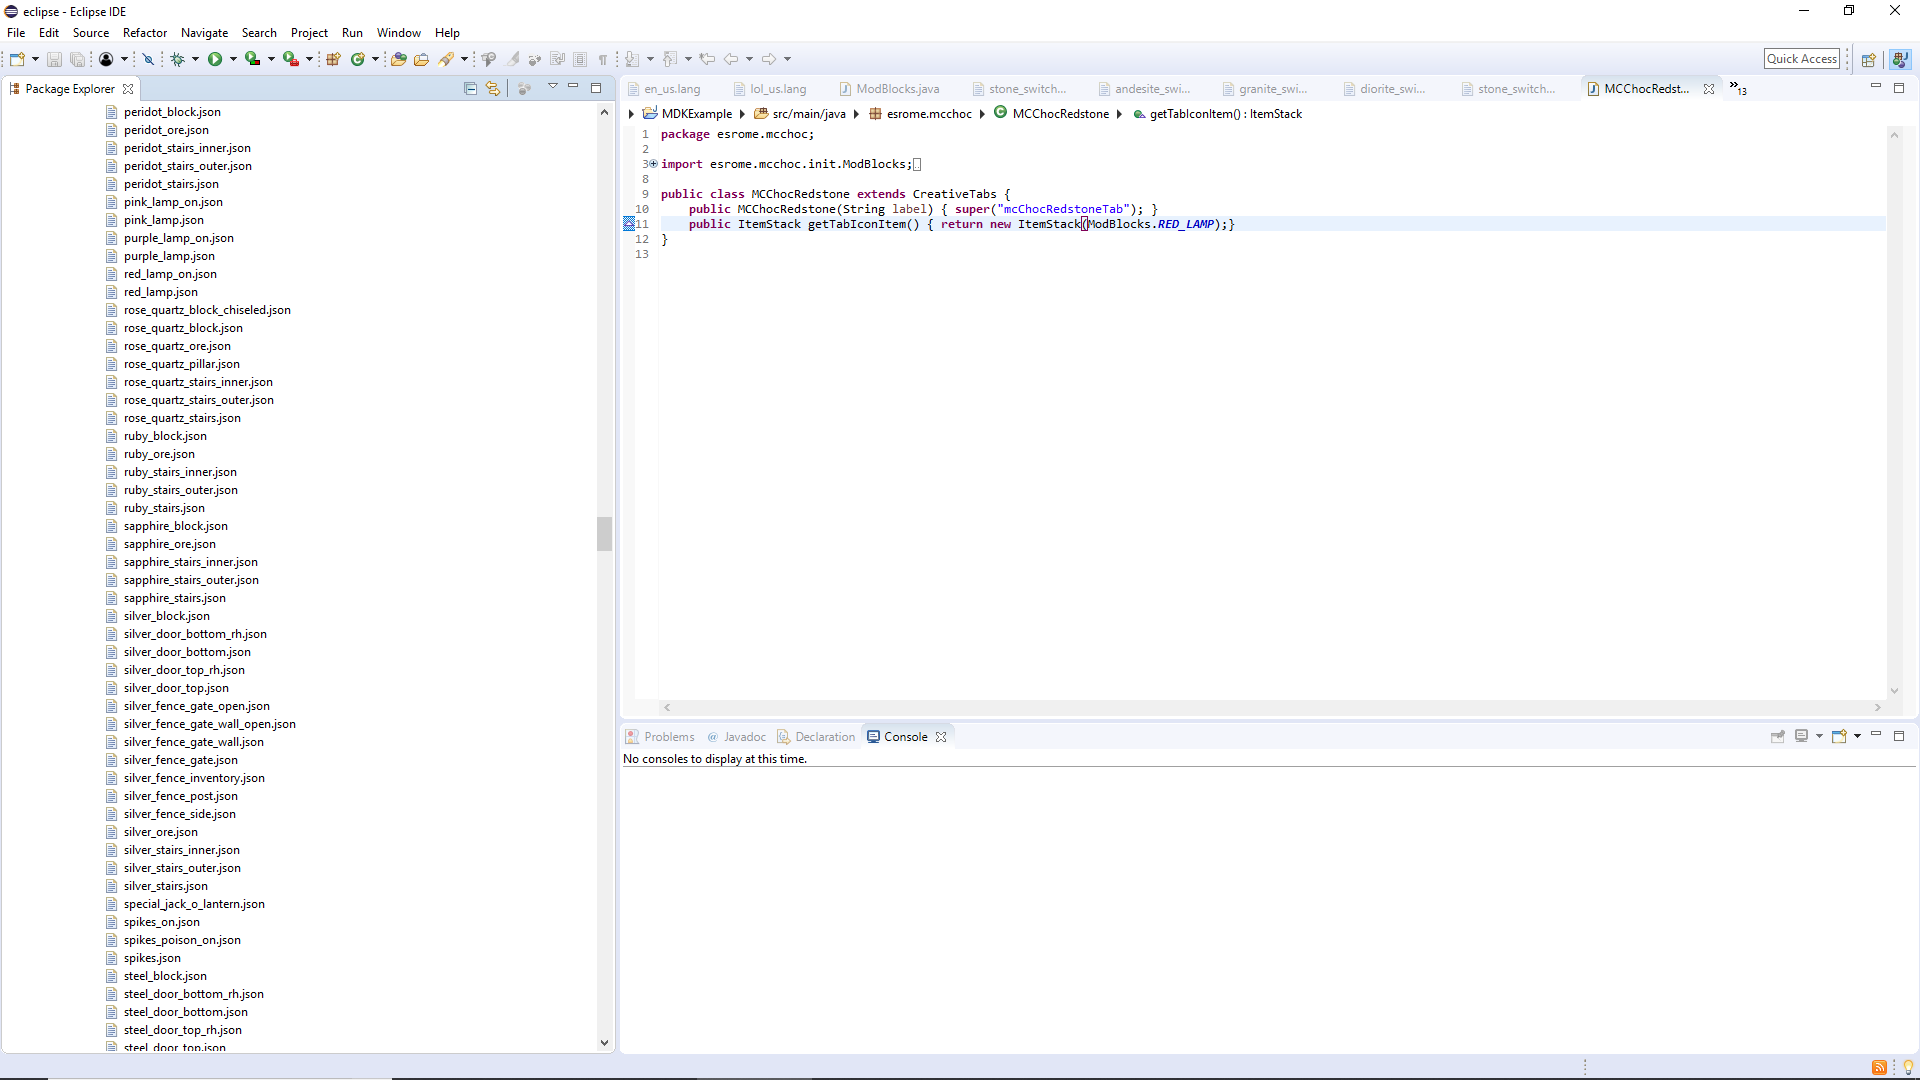 eclipse - Eclipse IDE
File Edit Source Refactor Navigate Search Project Run Window Help
Quick Access
Package Explorer
peridot_block.json
peridot_ore.json
peridot_stairs_inner.json
peridot_stairs_outer.json
peridot_stairs.json
pink_lamp_on.json
pink_lamp.json
purple_lamp_on.json
purple_lamp.json
red_lamp_on.json
red_lamp.json
rose_quartz_block_chiseled.json
rose_quartz_block.json
rose_quartz_ore.json
rose_quartz_pillar.json
rose_quartz_stairs_inner.json
rose_quartz_stairs_outer.json
rose_quartz_stairs.json
ruby_block.json
ruby_ore.json
ruby_stairs_inner.json
ruby_stairs_outer.json
ruby_stairs.json
sapphire_block.json
sapphire_ore.json
sapphire_stairs_inner.json
sapphire_stairs_outer.json
sapphire_stairs.json
silver_block.json
silver_door_bottom_rh.json
silver_door_bottom.json
silver_door_top_rh.json
silver_door_top.json
silver_fence_gate_open.json
silver_fence_gate_wall_open.json
silver_fence_gate_wall.json
silver_fence_gate.json
silver_fence_inventory.json
silver_fence_post.json
silver_fence_side.json
silver_ore.json
silver_stairs_inner.json
silver_stairs_outer.json
silver_stairs.json
special_jack_o_lantern.json
spikes_on.json
spikes_poison_on.json
spikes.json
steel_block.json
steel_door_bottom_rh.json
steel_door_bottom.json
steel_door_top_rh.json
steel_door_top.json
en_us.lang lol_us.lang ModBlocks.java stone_switch... andesite_swi... granite_swi... diorite_swi... stone_switch... MCChocRedst... 13
MDKExample src/main/java esrome.mcchoc MCChocRedstone getTabIconItem() : ItemStack
1 package esrome.mcchoc;
2
3 import esrome.mcchoc.init.ModBlocks;
8
9 public class MCChocRedstone extends CreativeTabs {
10 public MCChocRedstone(String label) { super("mcChocRedstoneTab"); }
11 public ItemStack getTabIconItem() { return new ItemStack(ModBlocks.RED_LAMP);}
12 }
13
Problems Javadoc Declaration Console
No consoles to display at this time.